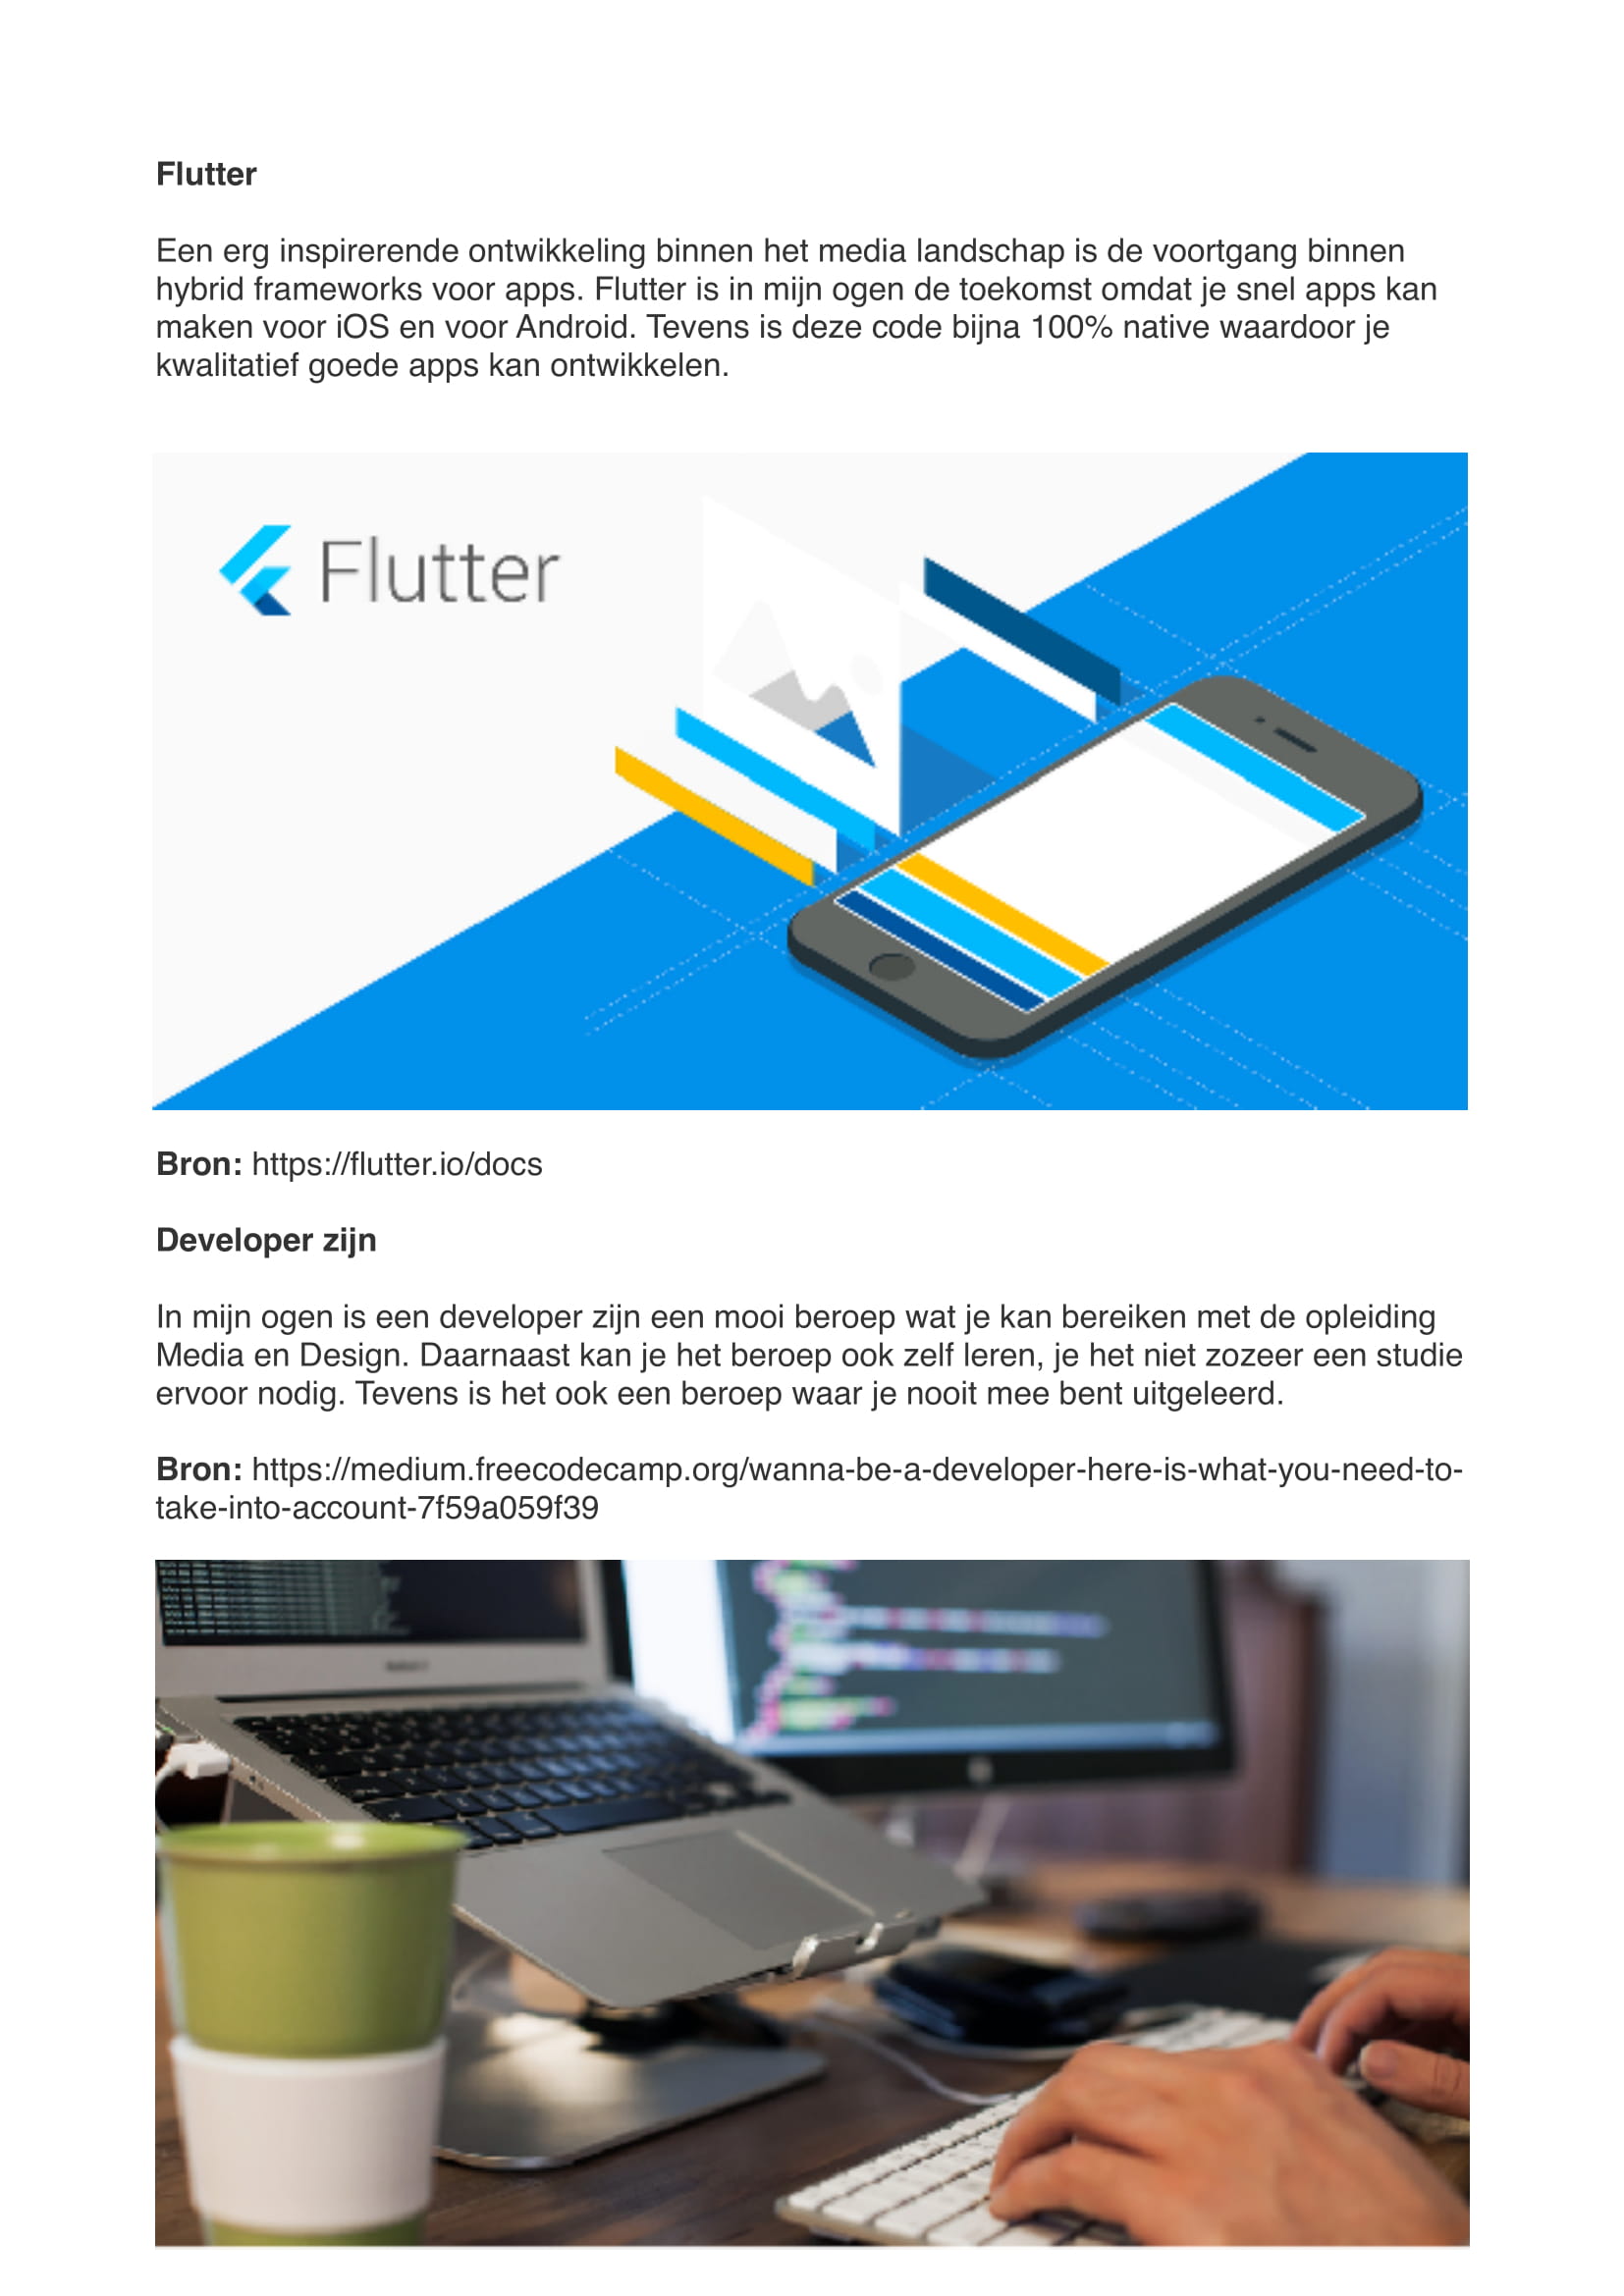 Flutter
Een erg inspirerende ontwikkeling binnen het media landschap is de voortgang binnen
hybrid frameworks voor apps. Flutter is in mijn ogen de toekomst omdat je snel apps kan
maken voor iOS en voor Android. Tevens is deze code bijna 100% native waardoor je
kwalitatief goede apps kan ontwikkelen.
Flutter
Bron: https://flutter.io/docs
Developer zijn
In mijn ogen is een developer zijn een mooi beroep wat je kan bereiken met de opleiding
Media en Design. Daarnaast kan je het beroep ook zelf leren, je het niet zozeer een studie
ervoor nodig. Tevens is het ook een beroep waar je nooit mee bent uitgeleerd.
Bron: https://medium.freecodecamp.org/wanna-be-a-developer-here-is-what-you-need-to-
take-into-account-7f59a059f39